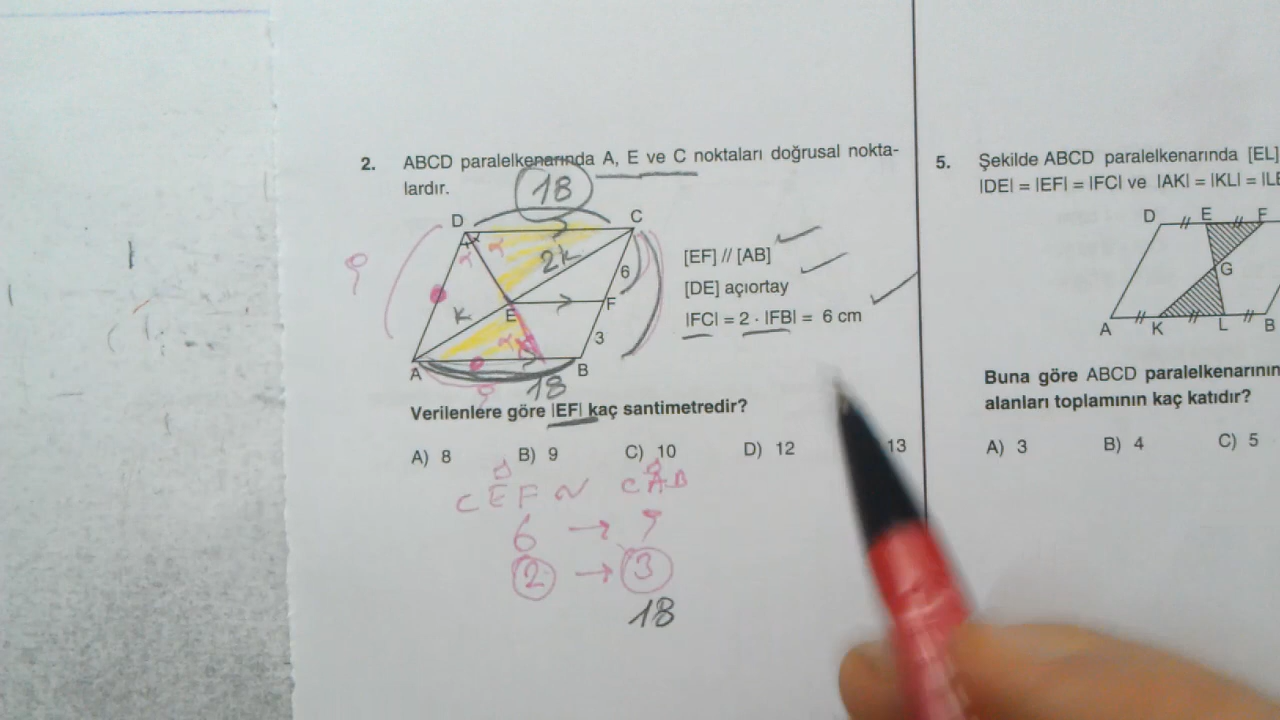 2. ABCD paralelkenarında A, E ve C noktaları doğrusal nokta-
lardır.
18
D C
9
2k
6
k
E F
α α
α
3
A B
9 18
[EF] // [AB]
[DE] açıortay
|FC| = 2 · |FB| = 6 cm
Verilenlere göre |EF| kaç santimetredir?
A) 8 B) 9 C) 10 D) 12 13
CEF ~ CAB
6 → 9
2 → 3
18
5. Şekilde ABCD paralelkenarında [EL]
|DE| = |EF| = |FC| ve |AK| = |KL| = |LB
D E F
G
A K L B
Buna göre ABCD paralelkenarının
alanları toplamının kaç katıdır?
A) 3 B) 4 C) 5